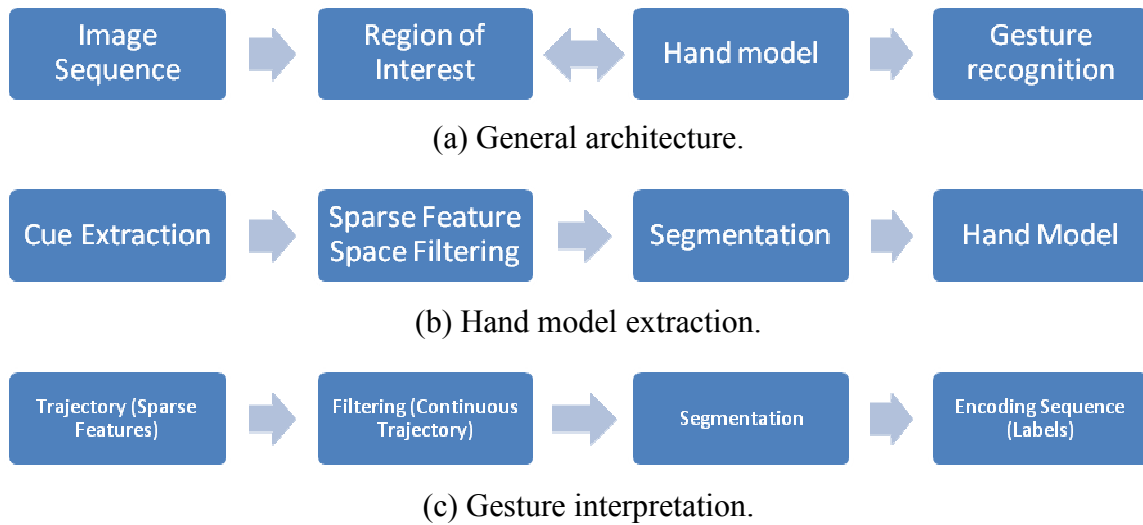 Image
Sequence
Region of
Interest
Hand model
Gesture
recognition
(a) General architecture.
Cue Extraction
Sparse Feature
Space Filtering
Segmentation
Hand Model
(b) Hand model extraction.
Trajectory (Sparse
Features)
Filtering (Continuous
Trajectory)
Segmentation
Encoding Sequence
(Labels)
(c) Gesture interpretation.